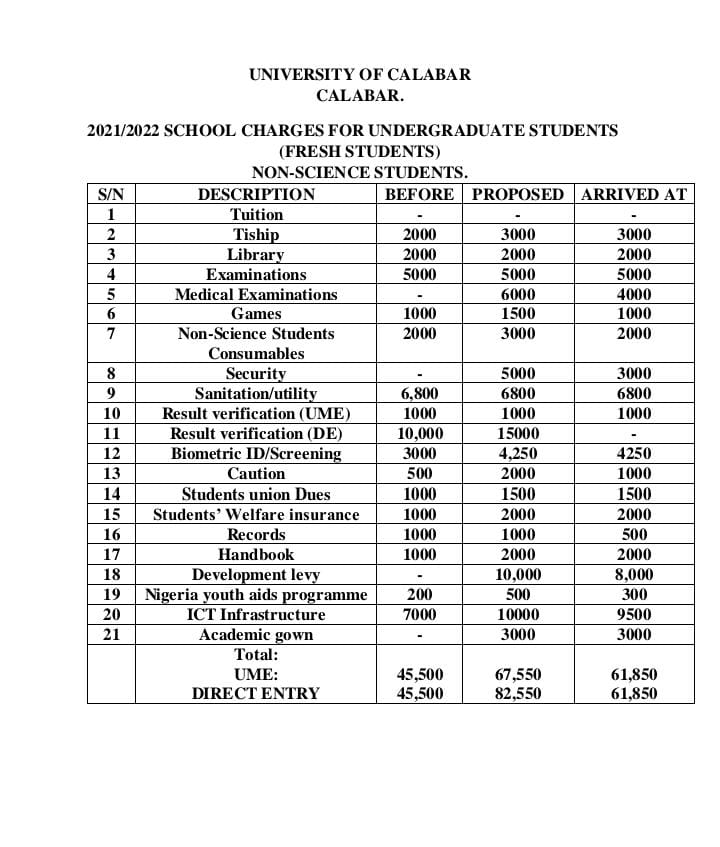 UNIVERSITY OF CALABAR
CALABAR.
2021/2022 SCHOOL CHARGES FOR UNDERGRADUATE STUDENTS
(FRESH STUDENTS)
NON-SCIENCE STUDENTS.
S/N DESCRIPTION BEFORE PROPOSED ARRIVED AT
1 Tuition - - -
2 Tiship 2000 3000 3000
3 Library 2000 2000 2000
4 Examinations 5000 5000 5000
5 Medical Examinations - 6000 4000
6 Games 1000 1500 1000
7 Non-Science Students 2000 3000 2000
Consumables
8 Security - 5000 3000
9 Sanitation/utility 6,800 6800 6800
10 Result verification (UME) 1000 1000 1000
11 Result verification (DE) 10,000 15000 -
12 Biometric ID/Screening 3000 4,250 4250
13 Caution 500 2000 1000
14 Students union Dues 1000 1500 1500
15 Students’ Welfare insurance 1000 2000 2000
16 Records 1000 1000 500
17 Handbook 1000 2000 2000
18 Development levy - 10,000 8,000
19 Nigeria youth aids programme 200 500 300
20 ICT Infrastructure 7000 10000 9500
21 Academic gown - 3000 3000
Total:
UME: 45,500 67,550 61,850
DIRECT ENTRY 45,500 82,550 61,850